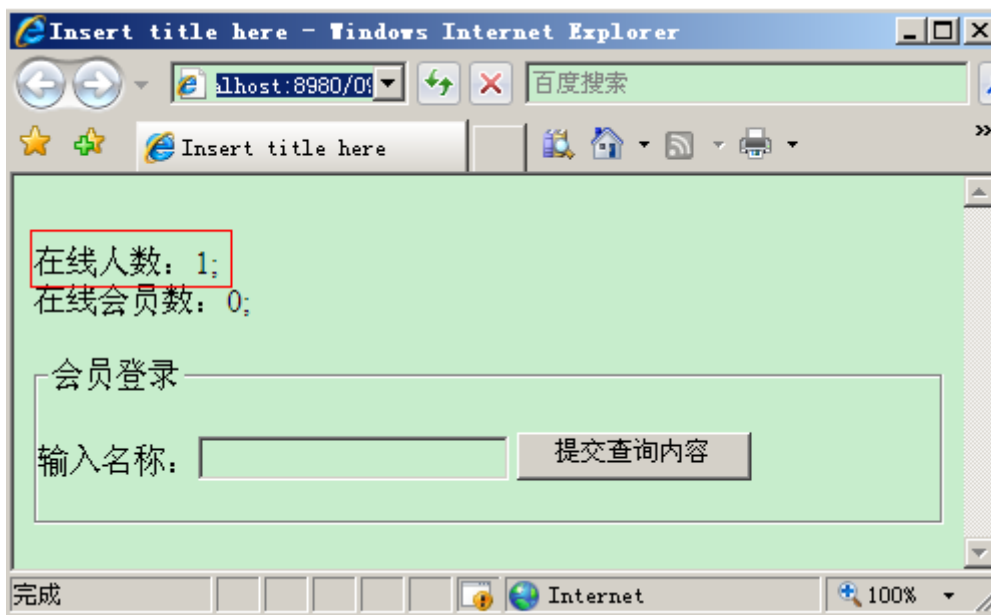 Insert title here - Windows Internet Explorer
alhost:8980/09
百度搜索
Insert title here
在线人数：1;
在线会员数：0;
会员登录
输入名称：
提交查询内容
完成
Internet
100%